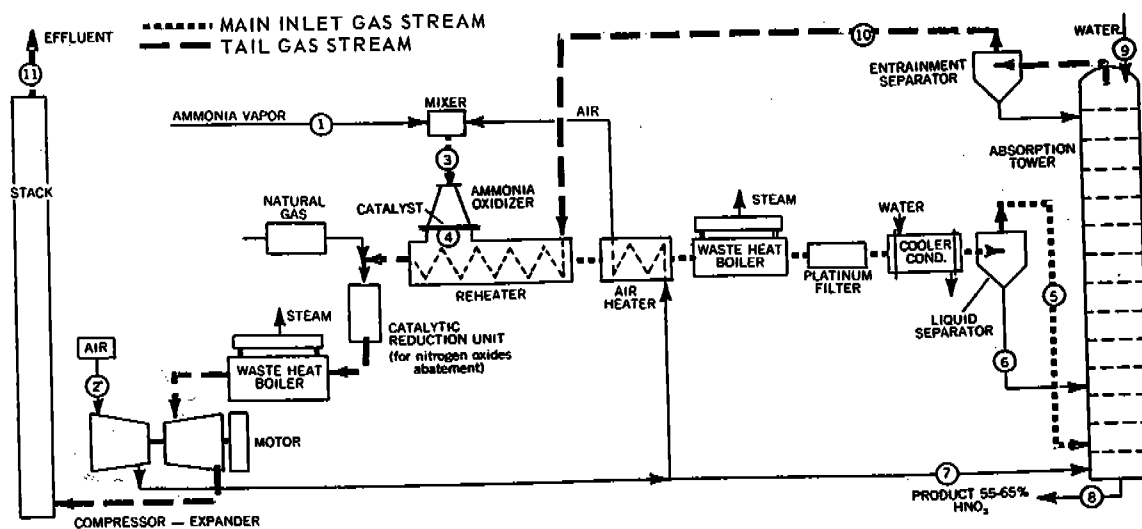 EFFLUENT
MAIN INLET GAS STREAM
TAIL GAS STREAM
10
WATER
9
11
ENTRAINMENT
SEPARATOR
MIXER
AMMONIA VAPOR
1
AIR
ABSORPTION
TOWER
3
STACK
AMMONIA
OXIDIZER
CATALYST
4
NATURAL
GAS
STEAM
WATER
WASTE HEAT
BOILER
COOLER
COND.
PLATINUM
FILTER
REHEATER
AIR
HEATER
LIQUID
SEPARATOR
5
STEAM
CATALYTIC
REDUCTION UNIT
(for nitrogen oxides
abatement)
AIR
WASTE HEAT
BOILER
6
2
MOTOR
7
PRODUCT 55-65%
HNO3
8
COMPRESSOR — EXPANDER